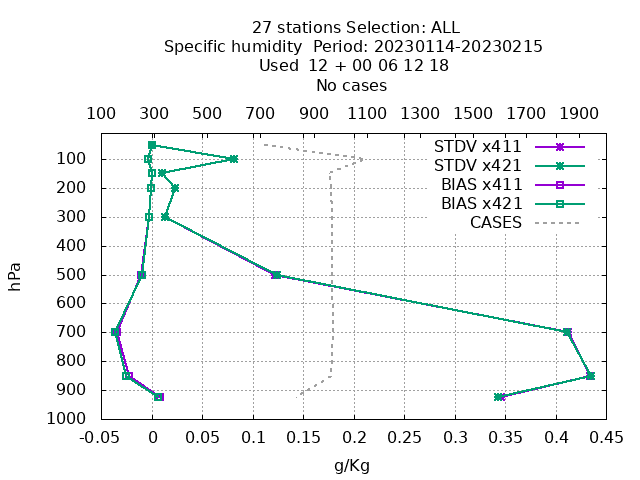 27 stations Selection: ALL
Specific humidity  Period: 20230114-20230215
Used  12 + 00 06 12 18
No cases
100 300 500 700 900 1100 1300 1500 1700 1900
STDV x411
STDV x421
BIAS x411
BIAS x421
CASES
hPa
100
200
300
400
500
600
700
800
900
1000
-0.05 0 0.05 0.1 0.15 0.2 0.25 0.3 0.35 0.4 0.45
g/Kg